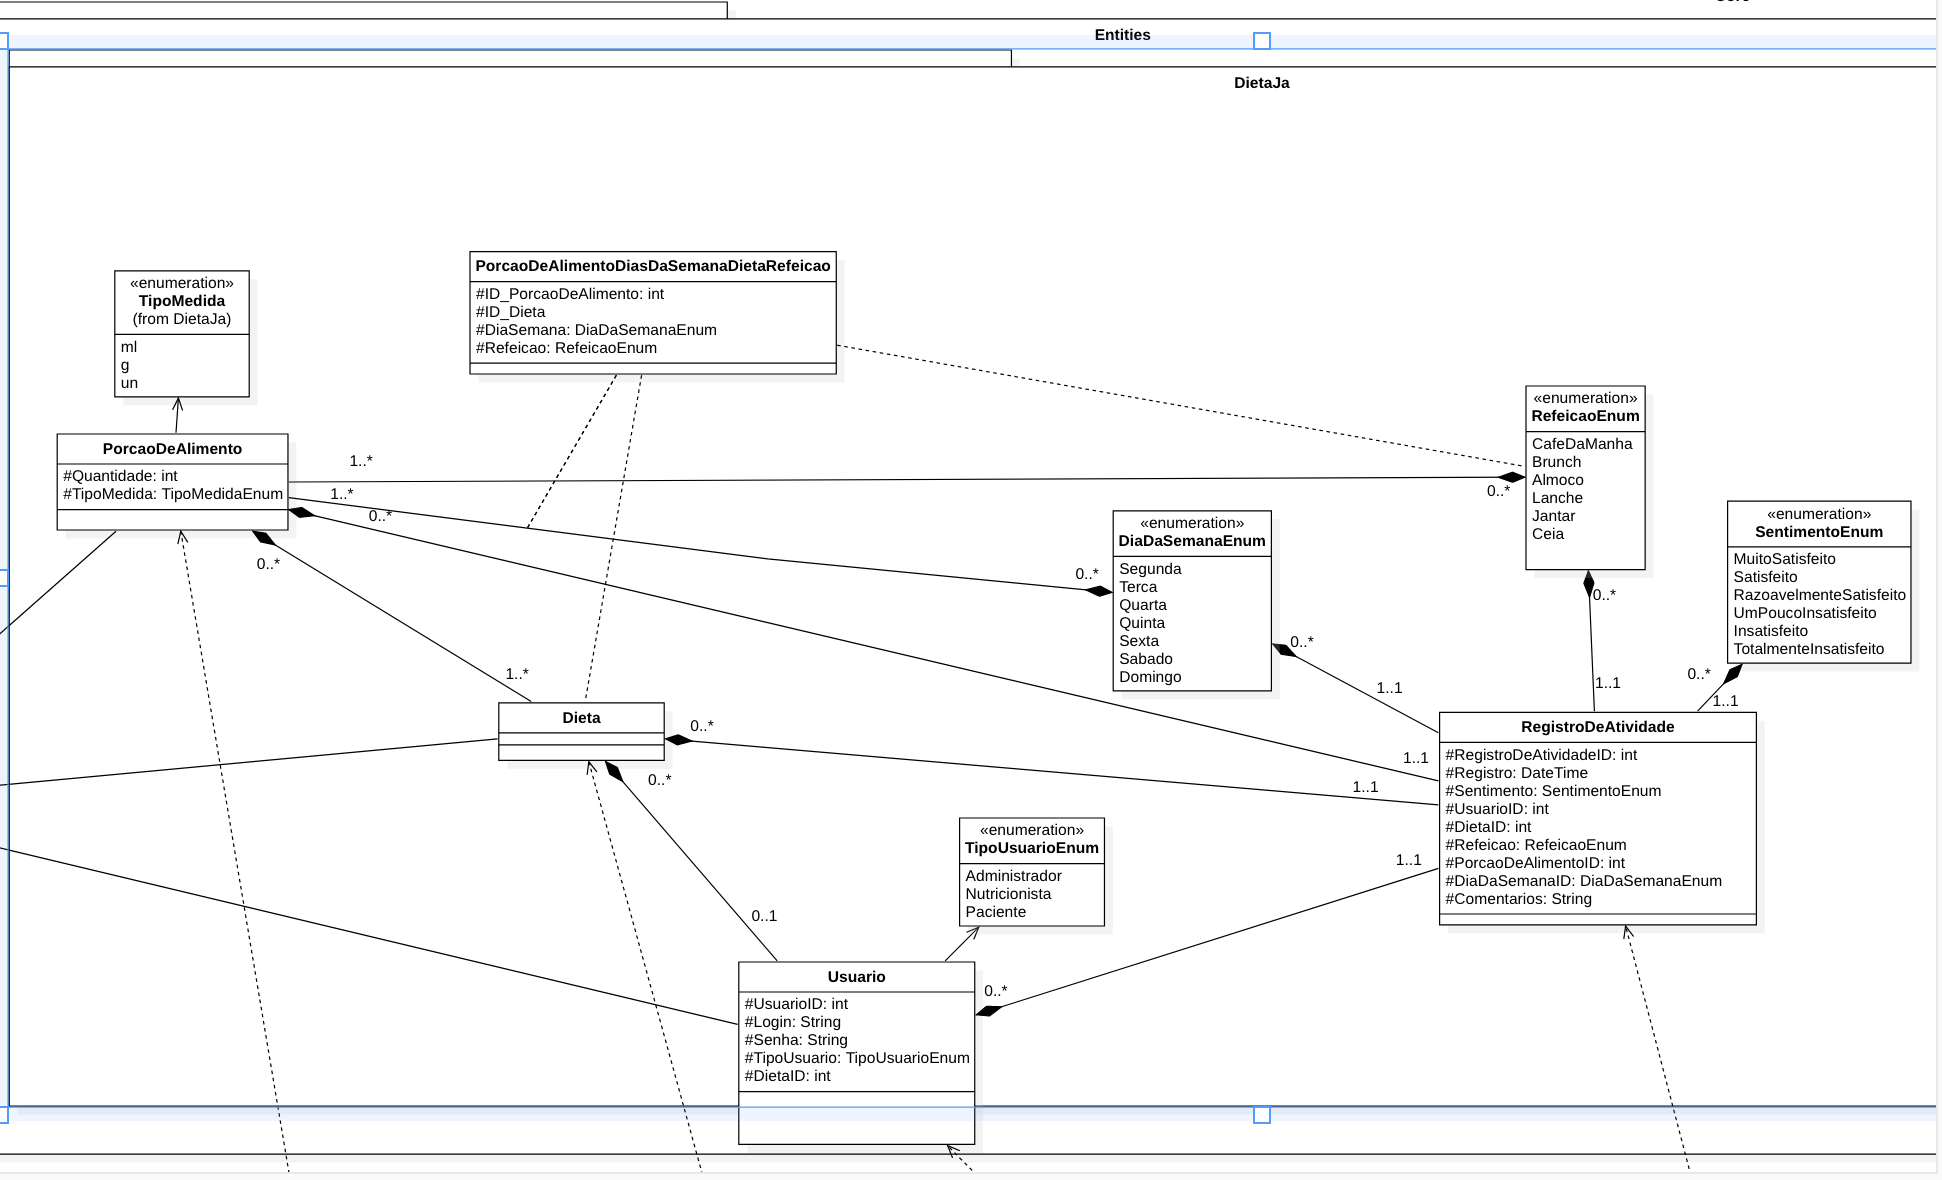 Entities
DietaJa
«enumeration»
TipoMedida
(from DietaJa)
ml
g
un
PorcaoDeAlimentoDiasDaSemanaDietaRefeicao
#ID_PorcaoDeAlimento: int
#ID_Dieta
#DiaSemana: DiaDaSemanaEnum
#Refeicao: RefeicaoEnum
«enumeration»
RefeicaoEnum
CafeDaManha
Brunch
Almoco
Lanche
Jantar
Ceia
PorcaoDeAlimento
#Quantidade: int
#TipoMedida: TipoMedidaEnum
1..*
1..*
0..*
0..*
0..*
«enumeration»
DiaDaSemanaEnum
Segunda
Terca
Quarta
Quinta
Sexta
Sabado
Domingo
0..*
0..*
1..1
«enumeration»
SentimentoEnum
MuitoSatisfeito
Satisfeito
RazoavelmenteSatisfeito
UmPoucoInsatisfeito
Insatisfeito
TotalmenteInsatisfeito
0..*
1..1
0..*
1..1
1..*
Dieta
0..*
0..*
1..1
1..1
1..1
RegistroDeAtividade
#RegistroDeAtividadeID: int
#Registro: DateTime
#Sentimento: SentimentoEnum
#UsuarioID: int
#DietaID: int
#Refeicao: RefeicaoEnum
#PorcaoDeAlimentoID: int
#DiaDaSemanaID: DiaDaSemanaEnum
#Comentarios: String
«enumeration»
TipoUsuarioEnum
Administrador
Nutricionista
Paciente
0..1
Usuario
#UsuarioID: int
#Login: String
#Senha: String
#TipoUsuario: TipoUsuarioEnum
#DietaID: int
0..*